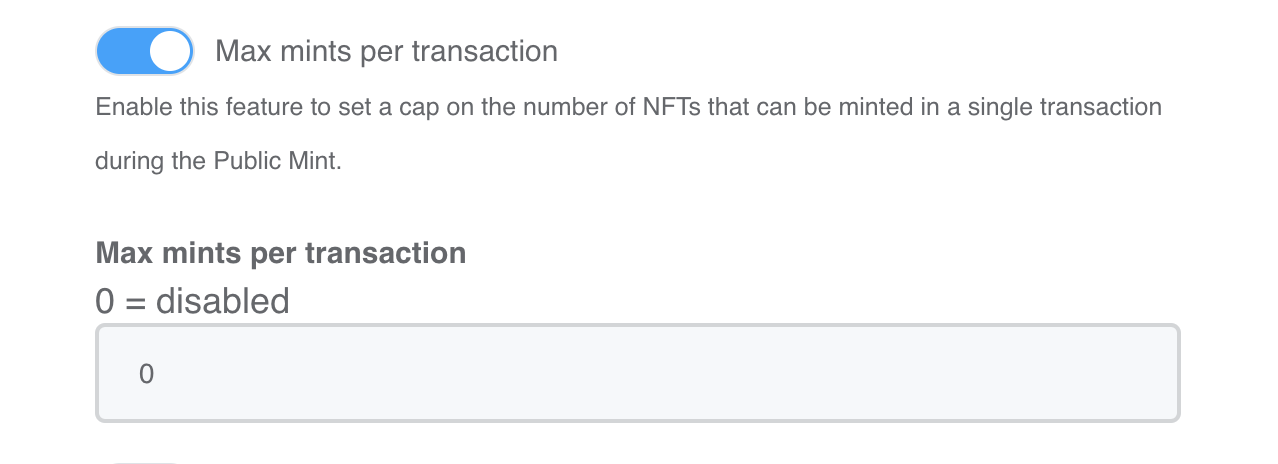 Max mints per transaction
Enable this feature to set a cap on the number of NFTs that can be minted in a single transaction
during the Public Mint.
Max mints per transaction
0 = disabled
0